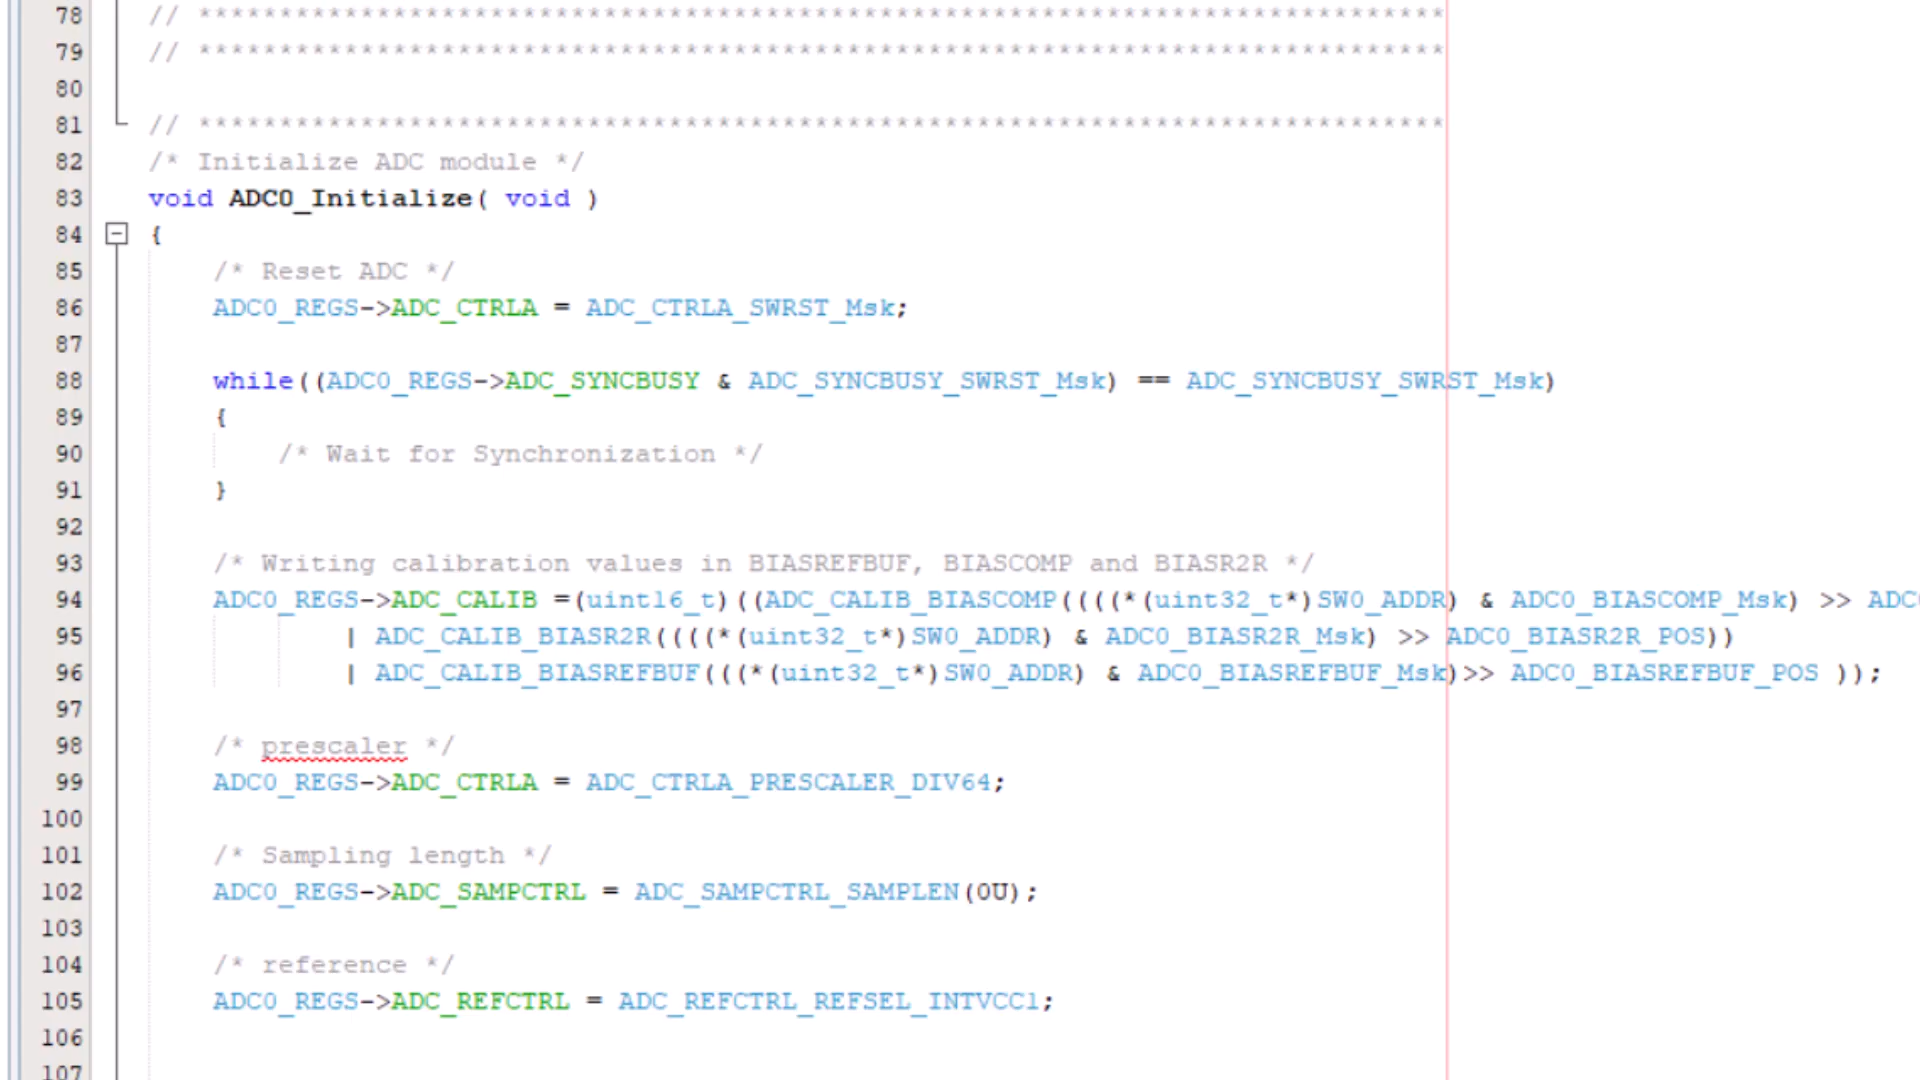 78 // *****************************************************************************
79 // *****************************************************************************
80
81 // *****************************************************************************
82 /* Initialize ADC module */
83 void ADC0_Initialize( void )
84 {
85 /* Reset ADC */
86 ADC0_REGS->ADC_CTRLA = ADC_CTRLA_SWRST_Msk;
87
88 while((ADC0_REGS->ADC_SYNCBUSY & ADC_SYNCBUSY_SWRST_Msk) == ADC_SYNCBUSY_SWRST_Msk)
89 {
90 /* Wait for Synchronization */
91 }
92
93 /* Writing calibration values in BIASREFBUF, BIASCOMP and BIASR2R */
94 ADC0_REGS->ADC_CALIB =(uint16_t)((ADC_CALIB_BIASCOMP((((*(uint32_t*)SW0_ADDR) & ADC0_BIASCOMP_Msk) >> ADC
95 | ADC_CALIB_BIASR2R((((*(uint32_t*)SW0_ADDR) & ADC0_BIASR2R_Msk) >> ADC0_BIASR2R_POS))
96 | ADC_CALIB_BIASREFBUF(((*(uint32_t*)SW0_ADDR) & ADC0_BIASREFBUF_Msk)>> ADC0_BIASREFBUF_POS ));
97
98 /* prescaler */
99 ADC0_REGS->ADC_CTRLA = ADC_CTRLA_PRESCALER_DIV64;
100
101 /* Sampling length */
102 ADC0_REGS->ADC_SAMPCTRL = ADC_SAMPCTRL_SAMPLEN(0U);
103
104 /* reference */
105 ADC0_REGS->ADC_REFCTRL = ADC_REFCTRL_REFSEL_INTVCC1;
106
107